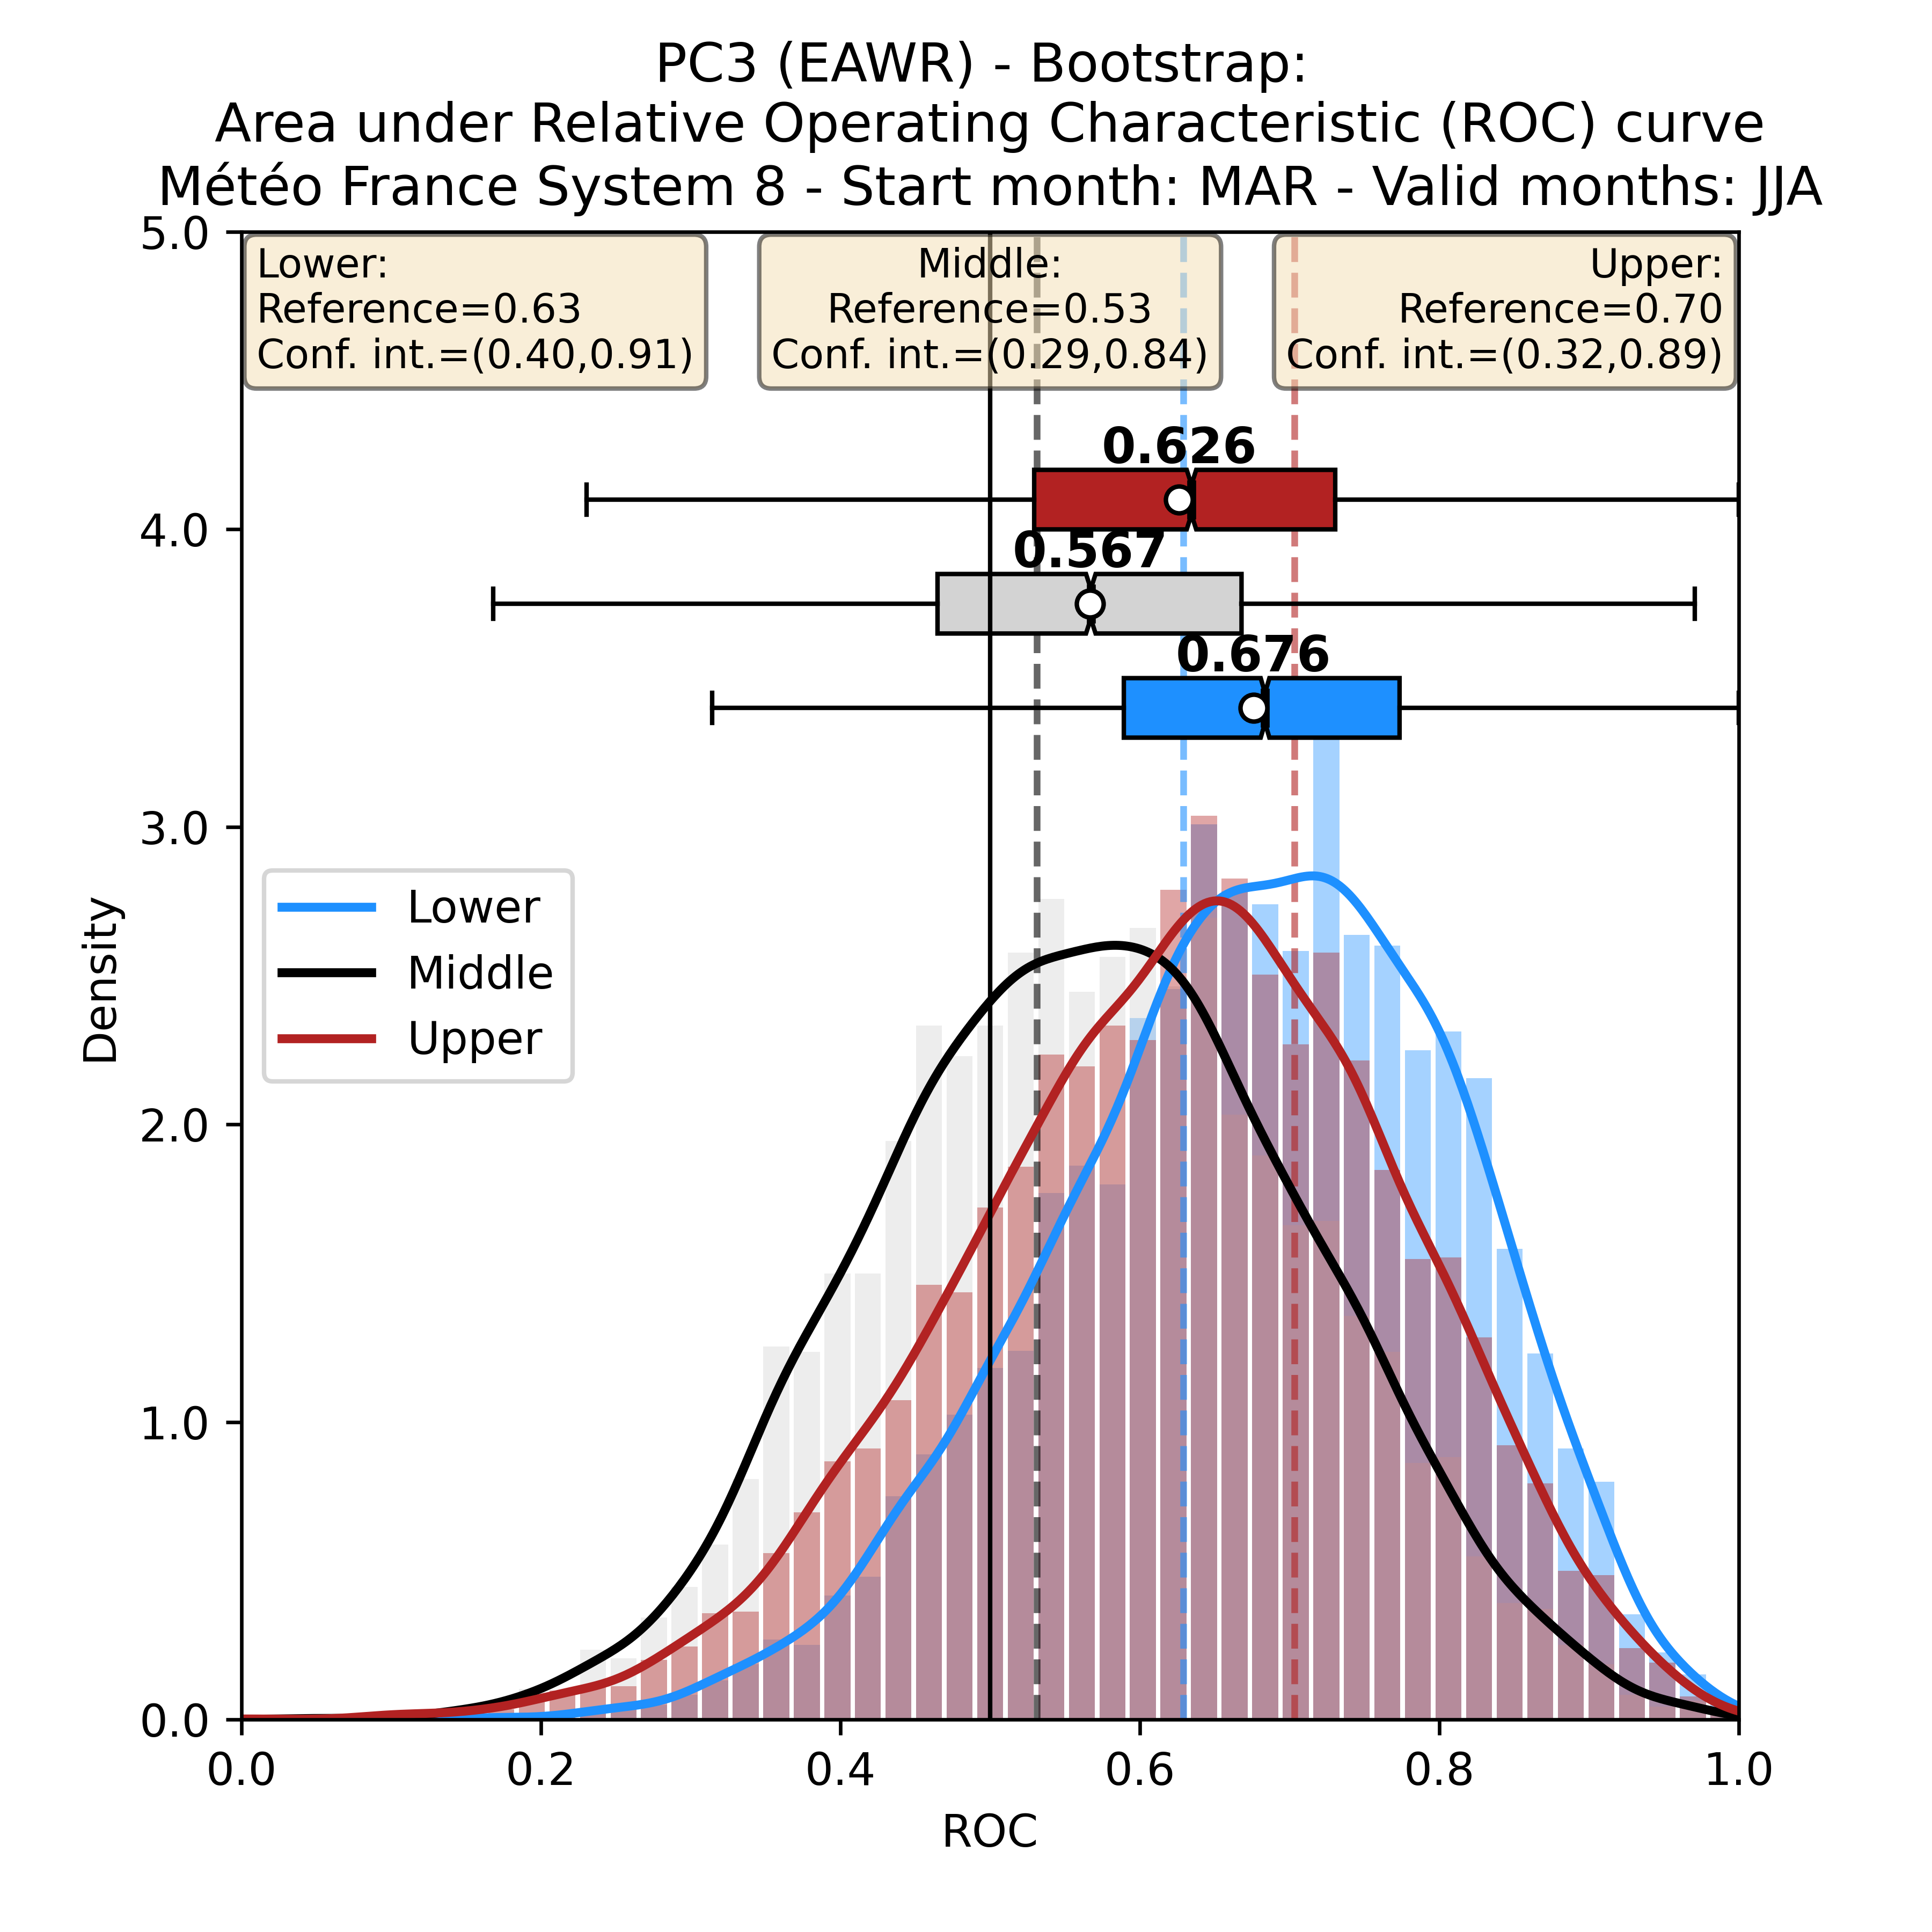 PC3 (EAWR) - Bootstrap:
Area under Relative Operating Characteristic (ROC) curve
Météo France System 8 - Start month: MAR - Valid months: JJA
Lower:
Reference=0.63
Conf. int.=(0.40,0.91)
Middle:
Reference=0.53
Conf. int.=(0.29,0.84)
Upper:
Reference=0.70
Conf. int.=(0.32,0.89)
0.626
0.567
0.676
5.0
4.0
3.0
2.0
1.0
0.0
Density
Lower
Middle
Upper
0.0 0.2 0.4 0.6 0.8 1.0
ROC